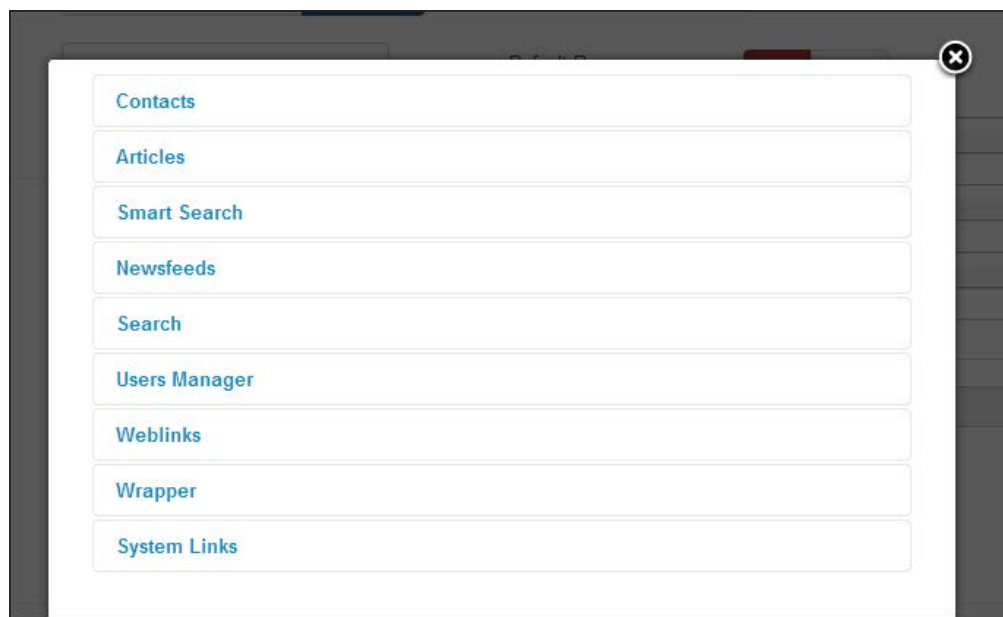 Contacts
Articles
Smart Search
Newsfeeds
Search
Users Manager
Weblinks
Wrapper
System Links